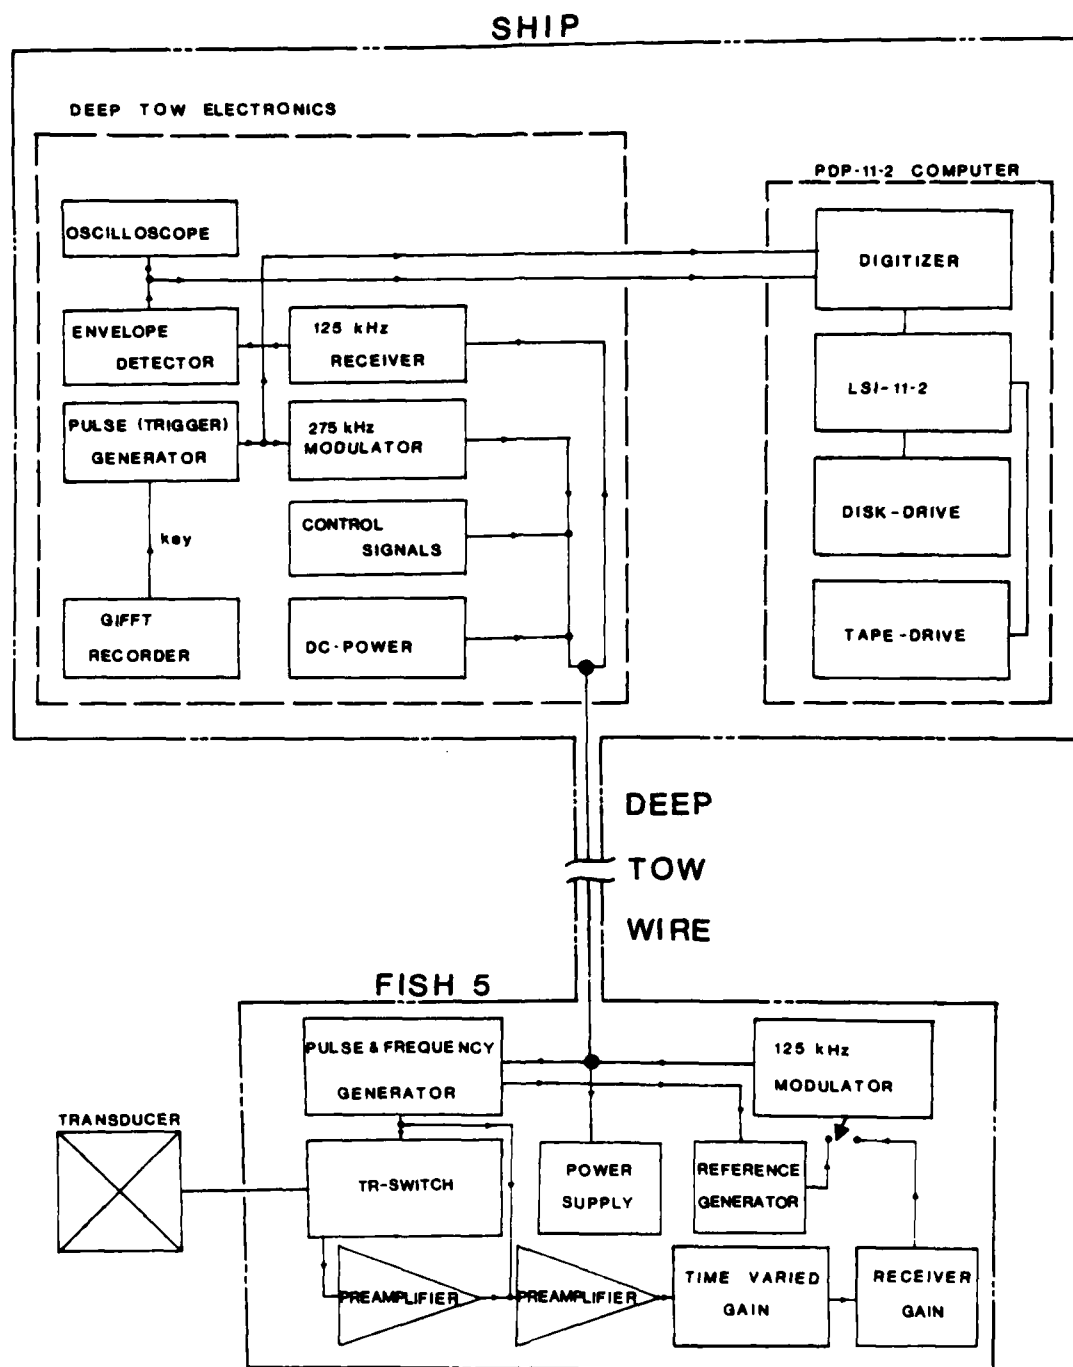 SHIP
DEEP TOW ELECTRONICS
PDP-11-2 COMPUTER
OSCILLOSCOPE
DIGITIZER
ENVELOPE
DETECTOR
125 kHz
RECEIVER
LSI-11-2
PULSE (TRIGGER)
GENERATOR
275 kHz
MODULATOR
CONTROL
SIGNALS
DISK-DRIVE
key
GIFFT
RECORDER
DC-POWER
TAPE-DRIVE
DEEP
TOW
WIRE
FISH 5
PULSE & FREQUENCY
GENERATOR
125 kHz
MODULATOR
TRANSDUCER
TR-SWITCH
POWER
SUPPLY
REFERENCE
GENERATOR
PREAMPLIFIER
PREAMPLIFIER
TIME VARIED
GAIN
RECEIVER
GAIN